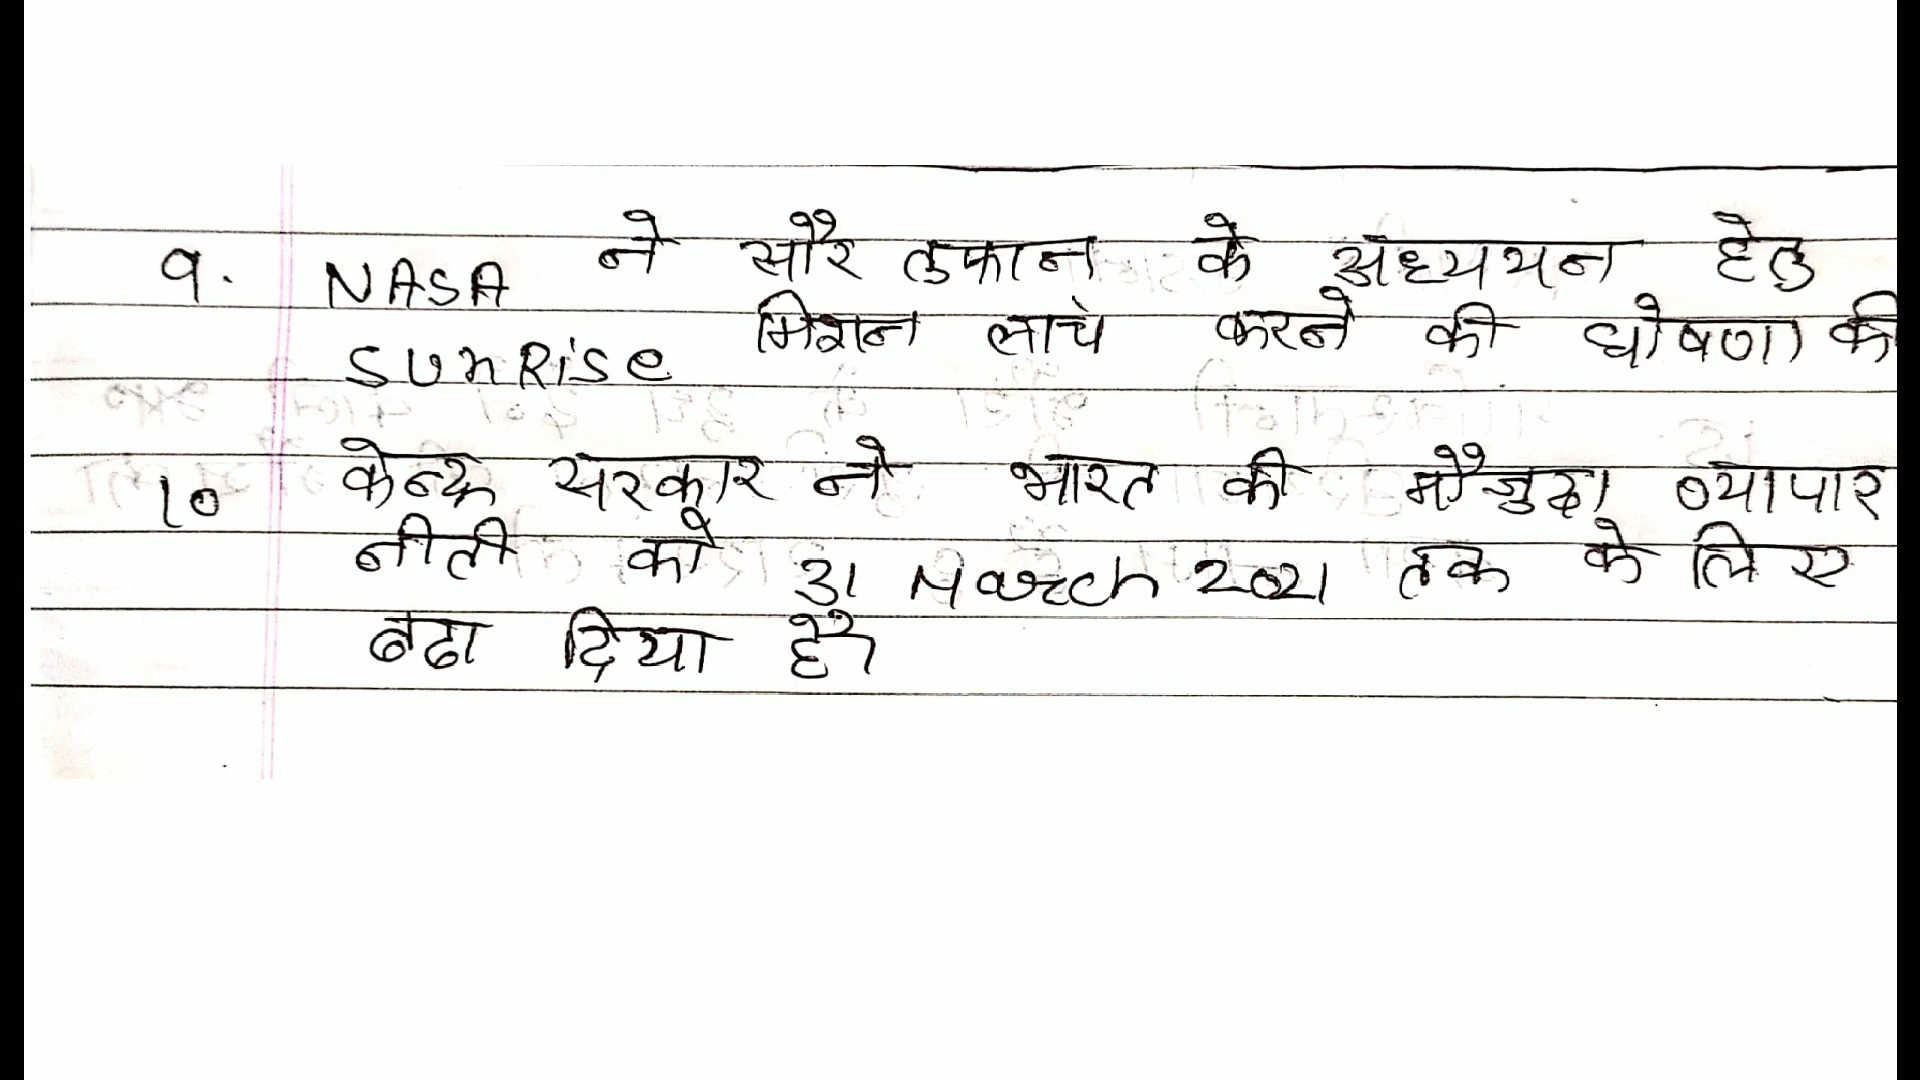 9. NASA ने सौर तुफान के अध्ययन हेतु
SUnRise मिशन लाचं करने की घोषणा की
10 केन्द्र सरकार ने भारत की मौजुदा व्यापार
नीती को 31 March 2021 तक के लिए
बढा दिया है।